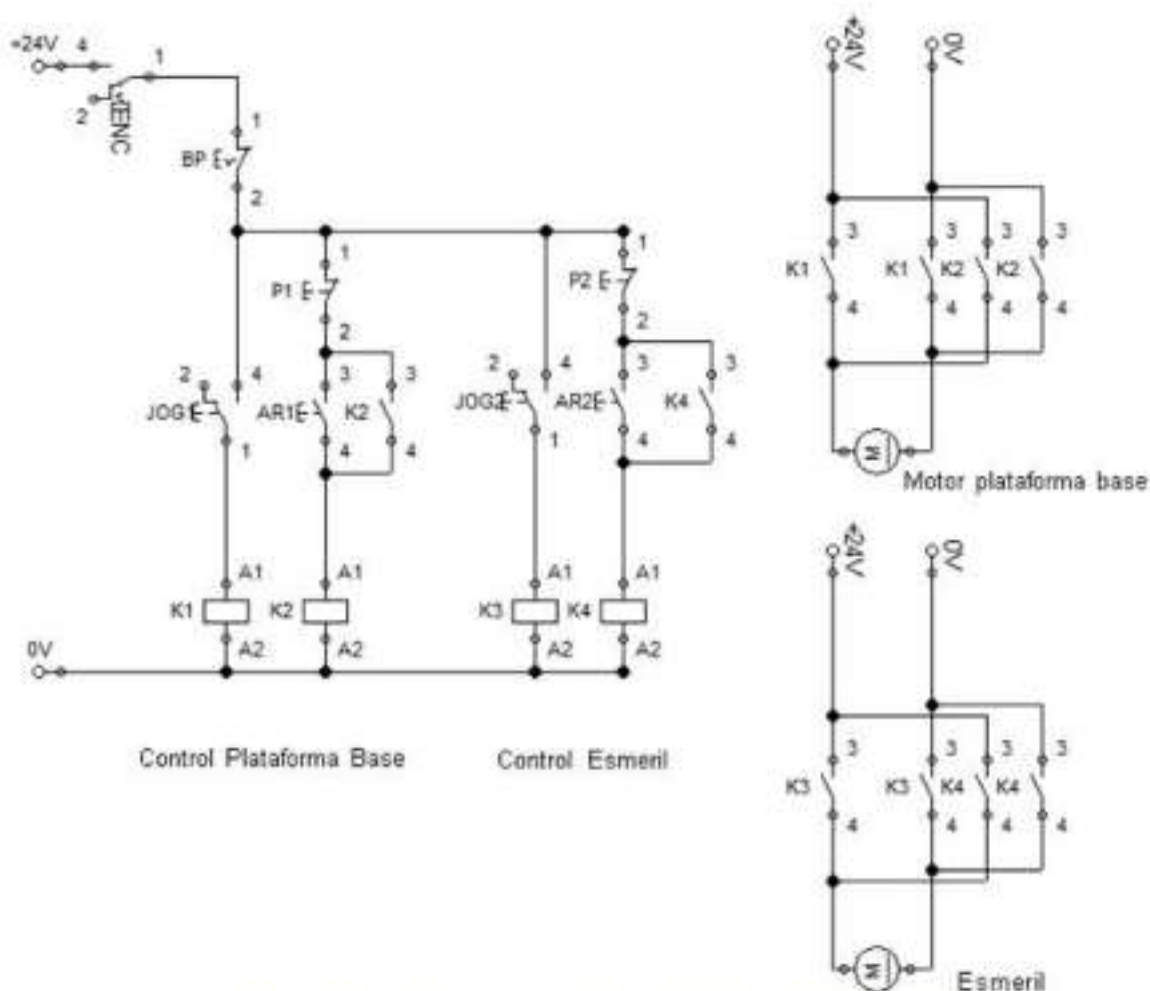 +24V 4
1
2
ENC
1
BP
2
1
P1
2
1
P2
2
2 4
JOG1
1
3
AR1
4
3
K2
4
2 4
JOG2
1
3
AR2
4
3
K4
4
A1 A1 A1 A1
K1 K2 K3 K4
A2 A2 A2 A2
0V
Control Plataforma Base
Control Esmeril
+24V 0V
3 3 3 3
K1 K1 K2 K2
4 4 4 4
M
Motor plataforma base
+24V 0V
3 3 3 3
K3 K3 K4 K4
4 4 4 4
M
Esmeril